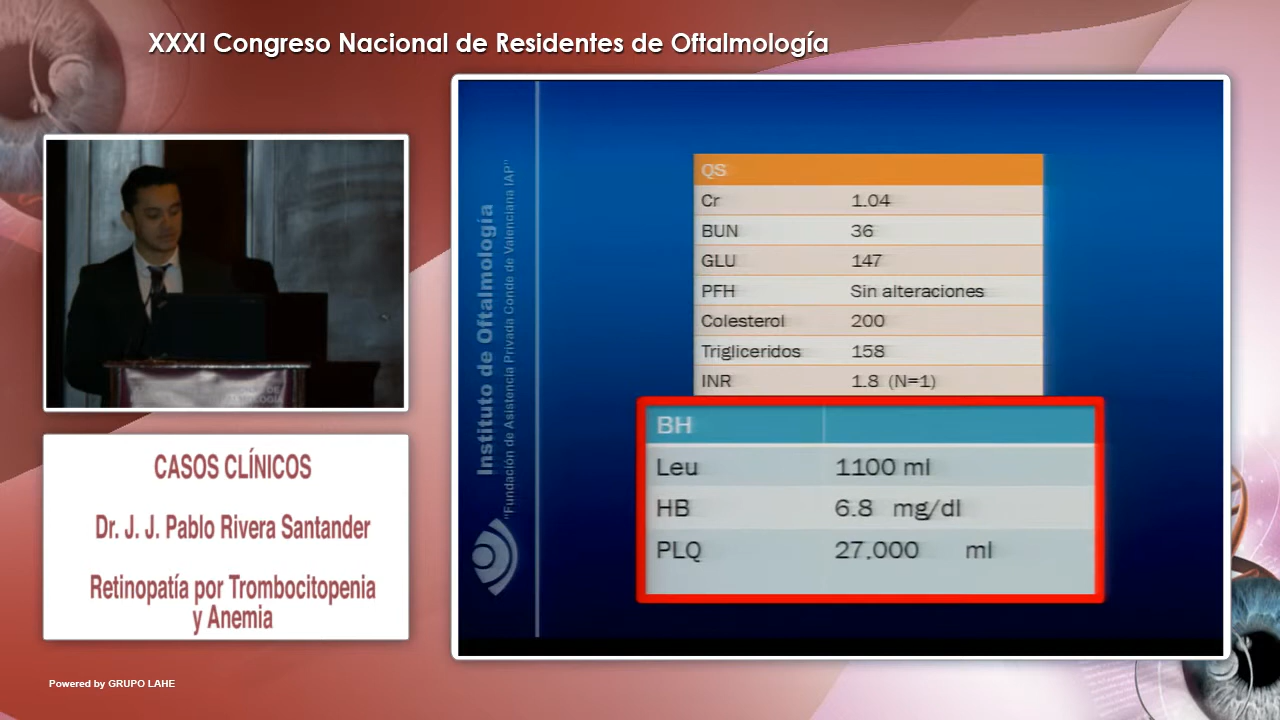 XXXI Congreso Nacional de Residentes de Oftalmología
CASOS CLÍNICOS
Dr. J. J. Pablo Rivera Santander
Retinopatía por Trombocitopenia
y Anemia
Powered by GRUPO LAHE
Instituto de Oftalmología
"Fundación de Asistencia Privada Conde de Valenciana IAP"
QS
Cr 1.04
BUN 36
GLU 147
PFH Sin alteraciones
Colesterol 200
Trigliceridos 158
INR 1.8 (N=1)
BH
Leu 1100 ml
HB 6.8 mg/dl
PLQ 27,000 ml